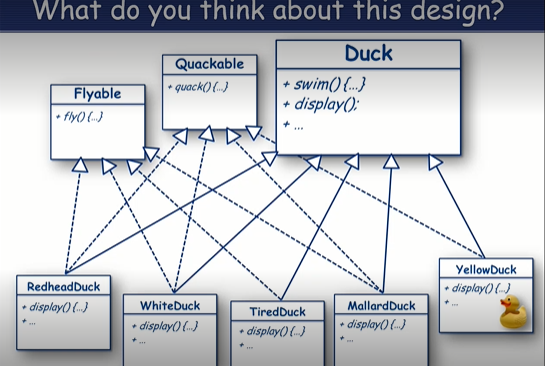 What do you think about this design?
Flyable
+ fly() {...}
Quackable
+ quack() {...}
Duck
+ swim() {...}
+ display();
+ ...
RedheadDuck
+ display() {...}
+ ...
WhiteDuck
+ display() {...}
+ ...
TiredDuck
+ display() {...}
+ ...
MallardDuck
+ display() {...}
+ ...
YellowDuck
+ display() {...}
+ ...